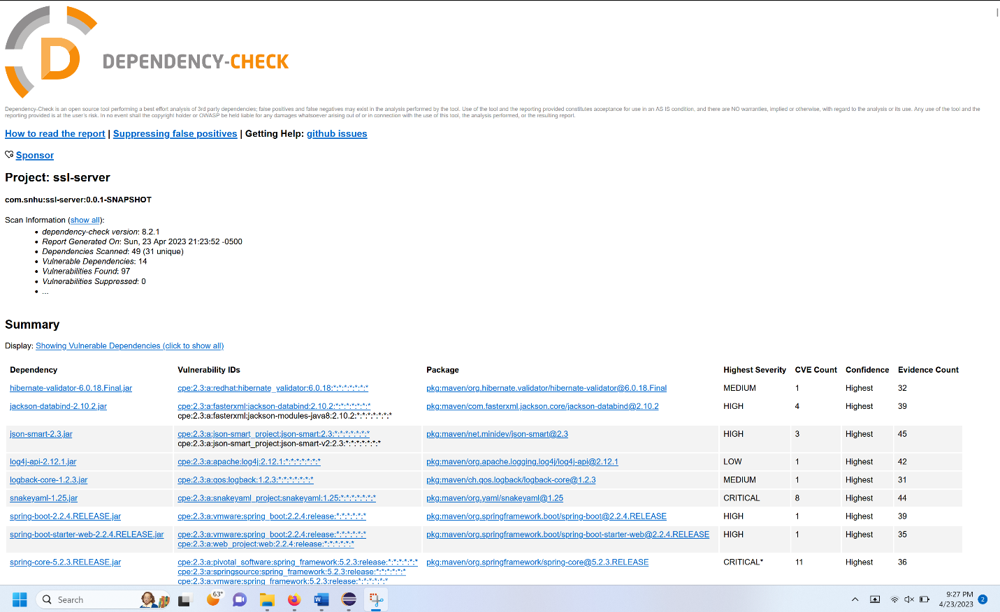 D
DEPENDENCY-CHECK
Dependency-Check is an open source tool performing a best effort analysis of 3rd party dependencies; false positives and false negatives may exist in the analysis performed by the tool. Use of the tool and the reporting provided constitutes acceptance for use in an AS IS condition, and there are NO warranties, implied or otherwise, with regard to the analysis or its use. Any use of the tool and the
reporting provided is at the user's risk. In no event shall the copyright holder or OWASP be held liable for any damages whatsoever arising out of or in connection with the use of this tool, the analysis performed, or the resulting report.
How to read the report | Suppressing false positives | Getting Help: github issues
Sponsor
Project: ssl-server
com.snhu:ssl-server:0.0.1-SNAPSHOT
Scan Information (show all):
• dependency-check version: 8.2.1
• Report Generated On: Sun, 23 Apr 2023 21:23:52 -0500
• Dependencies Scanned: 49 (31 unique)
• Vulnerable Dependencies: 14
• Vulnerabilities Found: 97
• Vulnerabilities Suppressed: 0
• ...
Summary
Display: Showing Vulnerable Dependencies (click to show all)
Dependency Vulnerability IDs Package Highest Severity CVE Count Confidence Evidence Count
hibernate-validator-6.0.18.Final.jar cpe:2.3:a:redhat:hibernate_validator:6.0.18:*:*:*:*:*:*:* pkg:maven/org.hibernate.validator/hibernate-validator@6.0.18.Final MEDIUM 1 Highest 32
jackson-databind-2.10.2.jar cpe:2.3:a:fasterxml:jackson-databind:2.10.2:*:*:*:*:*:*:* pkg:maven/com.fasterxml.jackson.core/jackson-databind@2.10.2 HIGH 4 Highest 39
cpe:2.3:a:fasterxml:jackson-modules-java8:2.10.2:*:*:*:*:*:*:*
json-smart-2.3.jar cpe:2.3:a:json-smart_project:json-smart:2.3:*:*:*:*:*:*:* pkg:maven/net.minidev/json-smart@2.3 HIGH 3 Highest 45
cpe:2.3:a:json-smart_project:json-smart-v2:2.3:*:*:*:*:*:*:*
log4j-api-2.12.1.jar cpe:2.3:a:apache:log4j:2.12.1:*:*:*:*:*:*:* pkg:maven/org.apache.logging.log4j/log4j-api@2.12.1 LOW 1 Highest 42
logback-core-1.2.3.jar cpe:2.3:a:qos:logback:1.2.3:*:*:*:*:*:*:* pkg:maven/ch.qos.logback/logback-core@1.2.3 MEDIUM 1 Highest 31
snakeyaml-1.25.jar cpe:2.3:a:snakeyaml_project:snakeyaml:1.25:*:*:*:*:*:*:* pkg:maven/org.yaml/snakeyaml@1.25 CRITICAL 8 Highest 44
spring-boot-2.2.4.RELEASE.jar cpe:2.3:a:vmware:spring_boot:2.2.4:release:*:*:*:*:*:* pkg:maven/org.springframework.boot/spring-boot@2.2.4.RELEASE HIGH 1 Highest 39
spring-boot-starter-web-2.2.4.RELEASE.jar cpe:2.3:a:vmware:spring_boot:2.2.4:release:*:*:*:*:*:* pkg:maven/org.springframework.boot/spring-boot-starter-web@2.2.4.RELEASE HIGH 1 Highest 35
cpe:2.3:a:web_project:web:2.2.4:release:*:*:*:*:*:*
spring-core-5.2.3.RELEASE.jar cpe:2.3:a:pivotal_software:spring_framework:5.2.3:release:*:*:*:*:*:* pkg:maven/org.springframework/spring-core@5.2.3.RELEASE CRITICAL* 11 Highest 36
cpe:2.3:a:springsource:spring_framework:5.2.3:release:*:*:*:*:*:*
cpe:2.3:a:vmware:spring_framework:5.2.3:release:*:*:*:*:*:*
Search 63° W 9:27 PM 2
4/23/2023